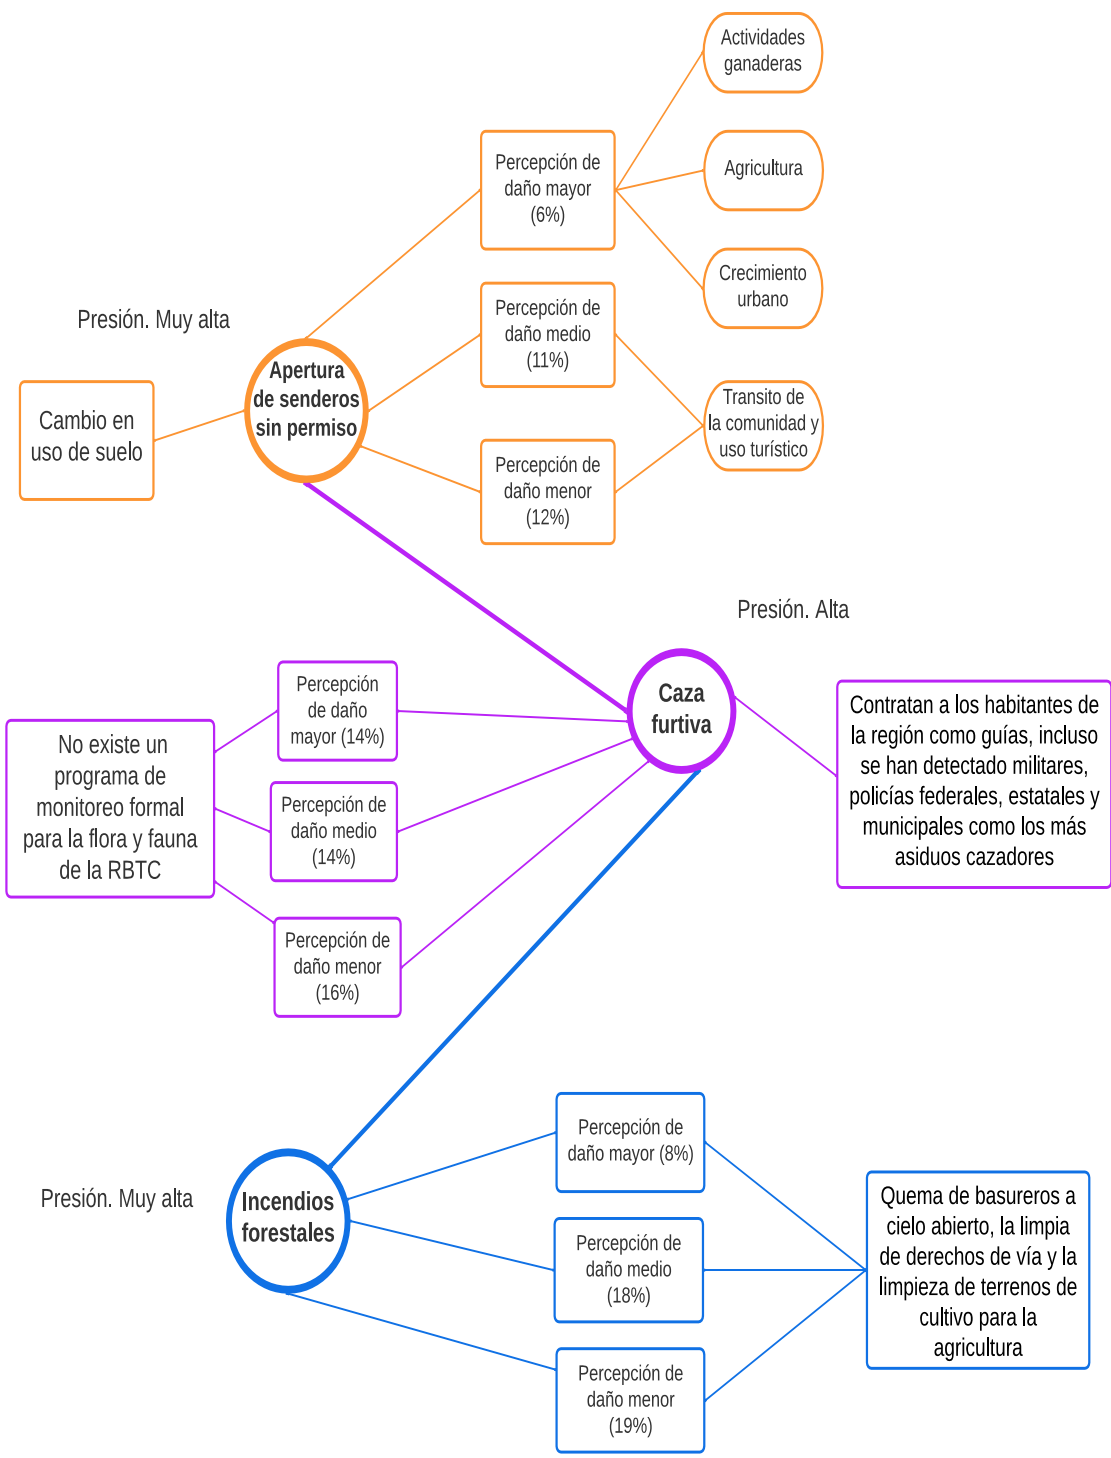 Actividades
ganaderas
Percepción de
daño mayor
(6%)
Agricultura
Crecimiento
urbano
Presión. Muy alta
Percepción de
daño medio
(11%)
Apertura
de senderos
sin permiso
Cambio en
uso de suelo
Transito de
la comunidad y
uso turístico
Percepción de
daño menor
(12%)
Presión. Alta
Caza
furtiva
Percepción
de daño
mayor (14%)
Contratan a los habitantes de
la región como guías, incluso
se han detectado militares,
policías federales, estatales y
municipales como los más
asiduos cazadores
No existe un
programa de
monitoreo formal
para la flora y fauna
de la RBTC
Percepción de
daño medio
(14%)
Percepción de
daño menor
(16%)
Percepción de
daño mayor (8%)
Presión. Muy alta
Incendios
forestales
Quema de basureros a
cielo abierto, la limpia
de derechos de vía y la
limpieza de terrenos de
cultivo para la
agricultura
Percepción de
daño medio
(18%)
Percepción de
daño menor
(19%)